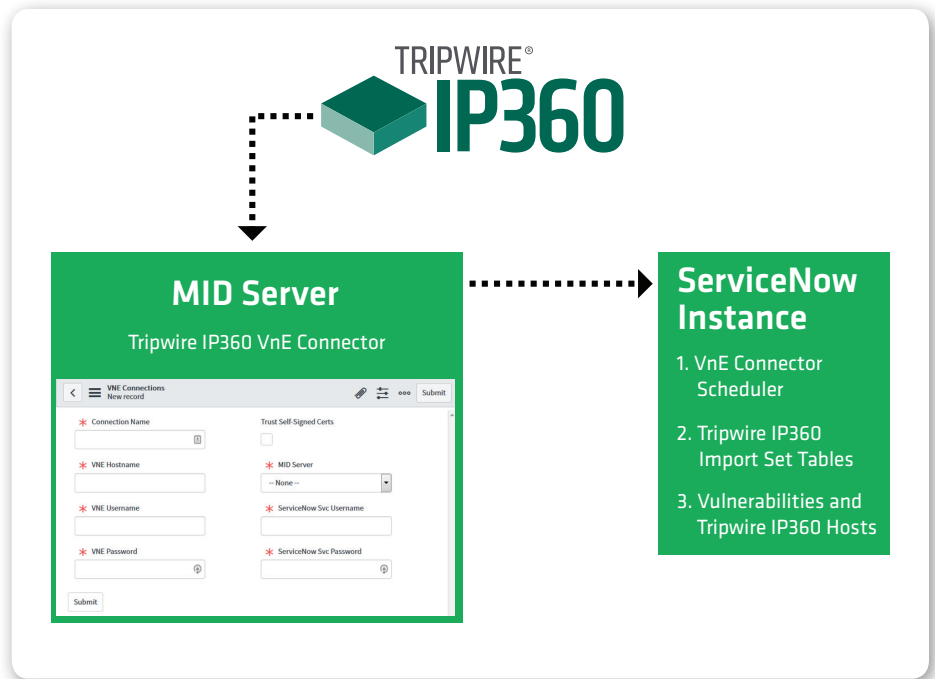 TRIPWIRE®
IP360
MID Server
Tripwire IP360 VnE Connector
VNE Connections
New record
Submit
Connection Name
Trust Self-Signed Certs
VNE Hostname
MID Server
-- None --
VNE Username
ServiceNow Svc Username
VNE Password
ServiceNow Svc Password
Submit
ServiceNow
Instance
1. VnE Connector
Scheduler
2. Tripwire IP360
Import Set Tables
3. Vulnerabilities and
Tripwire IP360 Hosts